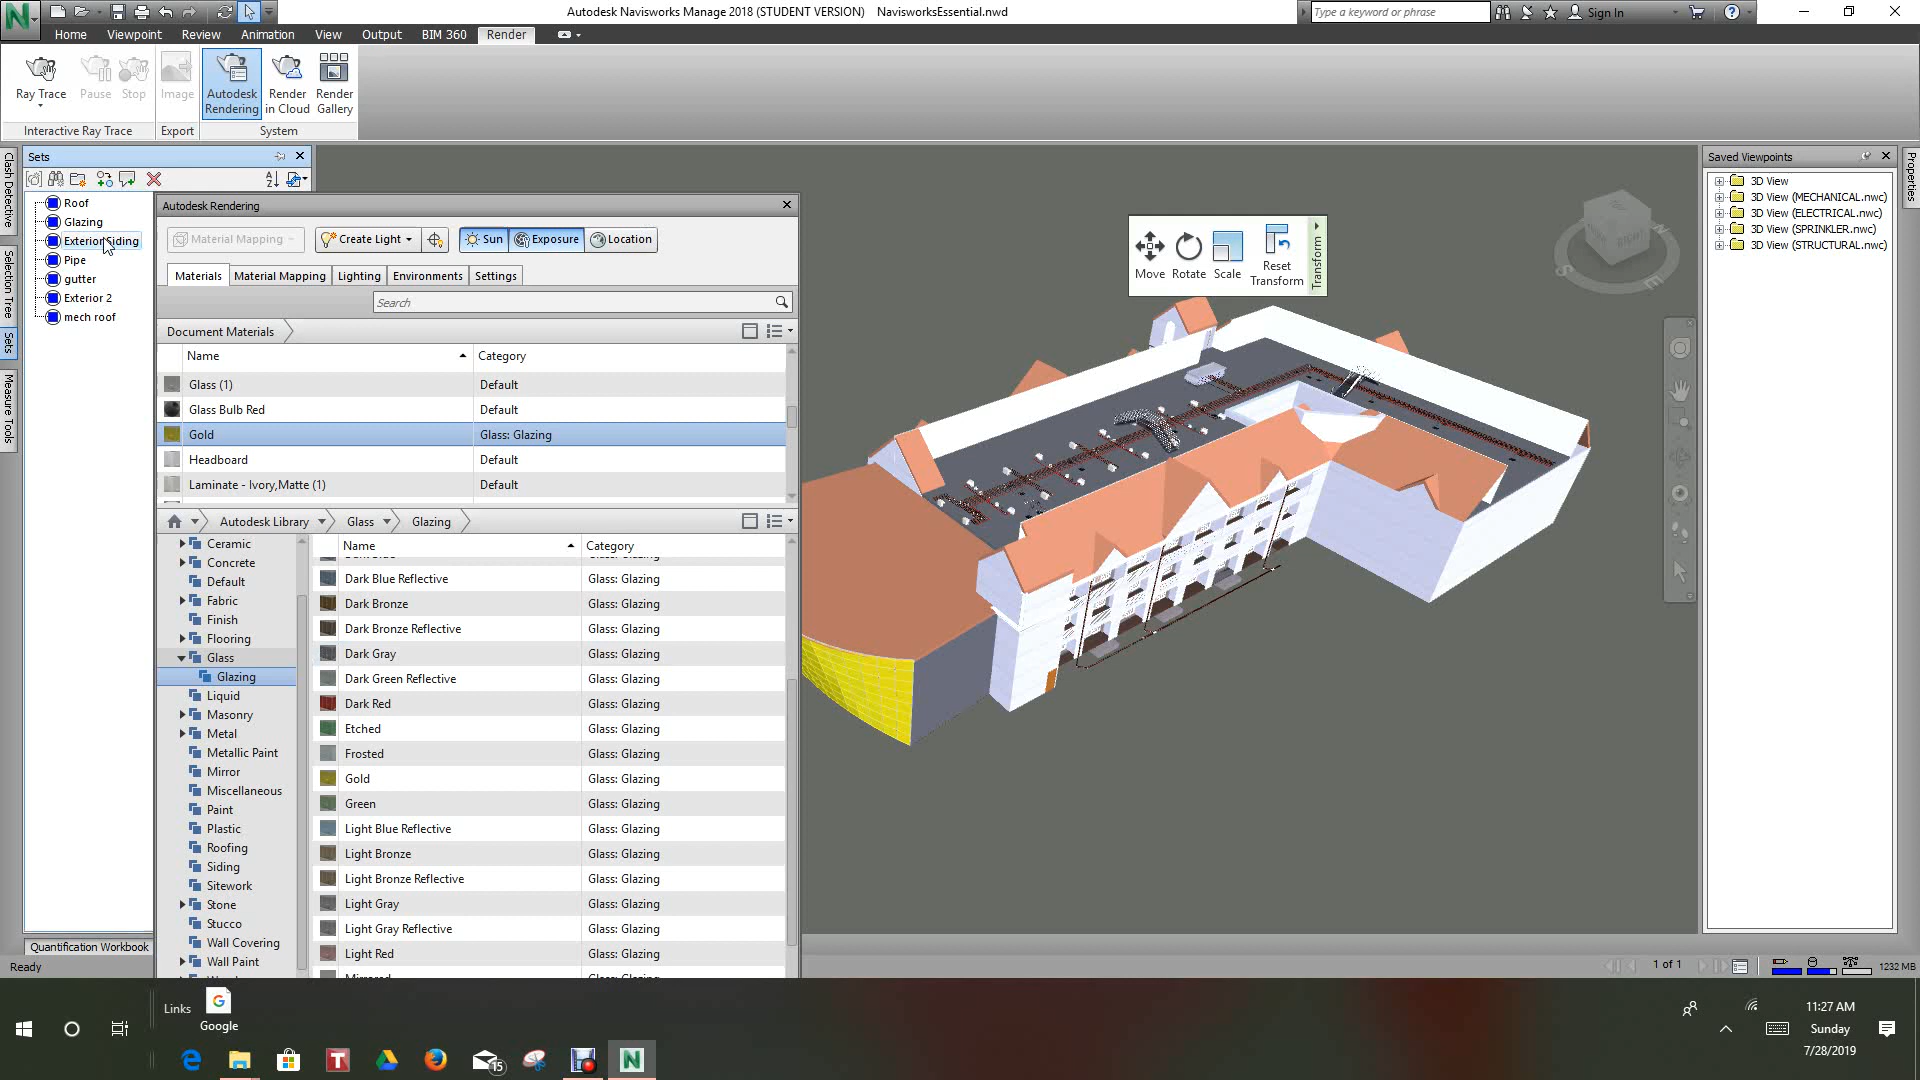 Autodesk Navisworks Manage 2018 (STUDENT VERSION) NavisworksEssential.nwd
Type a keyword or phrase
Sign In
Home Viewpoint Review Animation View Output BIM 360 Render
Ray Trace Pause Stop Image Autodesk Rendering Render in Cloud Render Gallery
Interactive Ray Trace Export System
Clash Detective
Selection Tree
Sets
Measure Tools
Sets
Roof
Glazing
Exterior Siding
Pipe
gutter
Exterior 2
mech roof
Quantification Workbook
Ready
Autodesk Rendering
Material Mapping Create Light Sun Exposure Location
Materials Material Mapping Lighting Environments Settings
Search
Document Materials
Name Category
Glass (1) Default
Glass Bulb Red Default
Gold Glass: Glazing
Headboard Default
Laminate - Ivory,Matte (1) Default
Autodesk Library Glass Glazing
Ceramic
Concrete
Default
Fabric
Finish
Flooring
Glass
Glazing
Liquid
Masonry
Metal
Metallic Paint
Mirror
Miscellaneous
Paint
Plastic
Roofing
Siding
Sitework
Stone
Stucco
Wall Covering
Wall Paint
Name Category
Dark Blue Reflective Glass: Glazing
Dark Bronze Glass: Glazing
Dark Bronze Reflective Glass: Glazing
Dark Gray Glass: Glazing
Dark Green Reflective Glass: Glazing
Dark Red Glass: Glazing
Etched Glass: Glazing
Frosted Glass: Glazing
Gold Glass: Glazing
Green Glass: Glazing
Light Blue Reflective Glass: Glazing
Light Bronze Glass: Glazing
Light Bronze Reflective Glass: Glazing
Light Gray Glass: Glazing
Light Gray Reflective Glass: Glazing
Light Red Glass: Glazing
Move Rotate Scale Reset Transform
Transform
RIGHT
S
E
N
Saved Viewpoints
3D View
3D View (MECHANICAL.nwc)
3D View (ELECTRICAL.nwc)
3D View (SPRINKLER.nwc)
3D View (STRUCTURAL.nwc)
Properties
1 of 1
1232 MB
Links
Google
15
11:27 AM
Sunday
7/28/2019